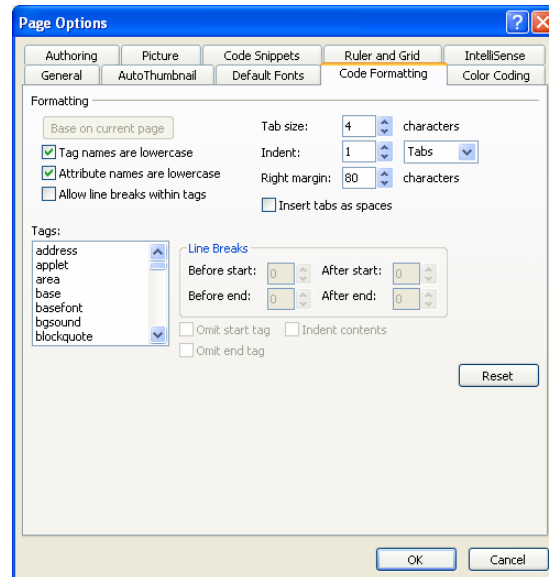 Page Options
Authoring Picture Code Snippets Ruler and Grid IntelliSense
General AutoThumbnail Default Fonts Code Formatting Color Coding
Formatting
Base on current page
Tab size: 4 characters
Tag names are lowercase
Indent: 1 Tabs
Attribute names are lowercase
Right margin: 80 characters
Allow line breaks within tags
Insert tabs as spaces
Tags:
address
applet
area
base
basefont
bgsound
blockquote
Line Breaks
Before start: 0 After start: 0
Before end: 0 After end: 0
Omit start tag Indent contents
Omit end tag
Reset
OK Cancel